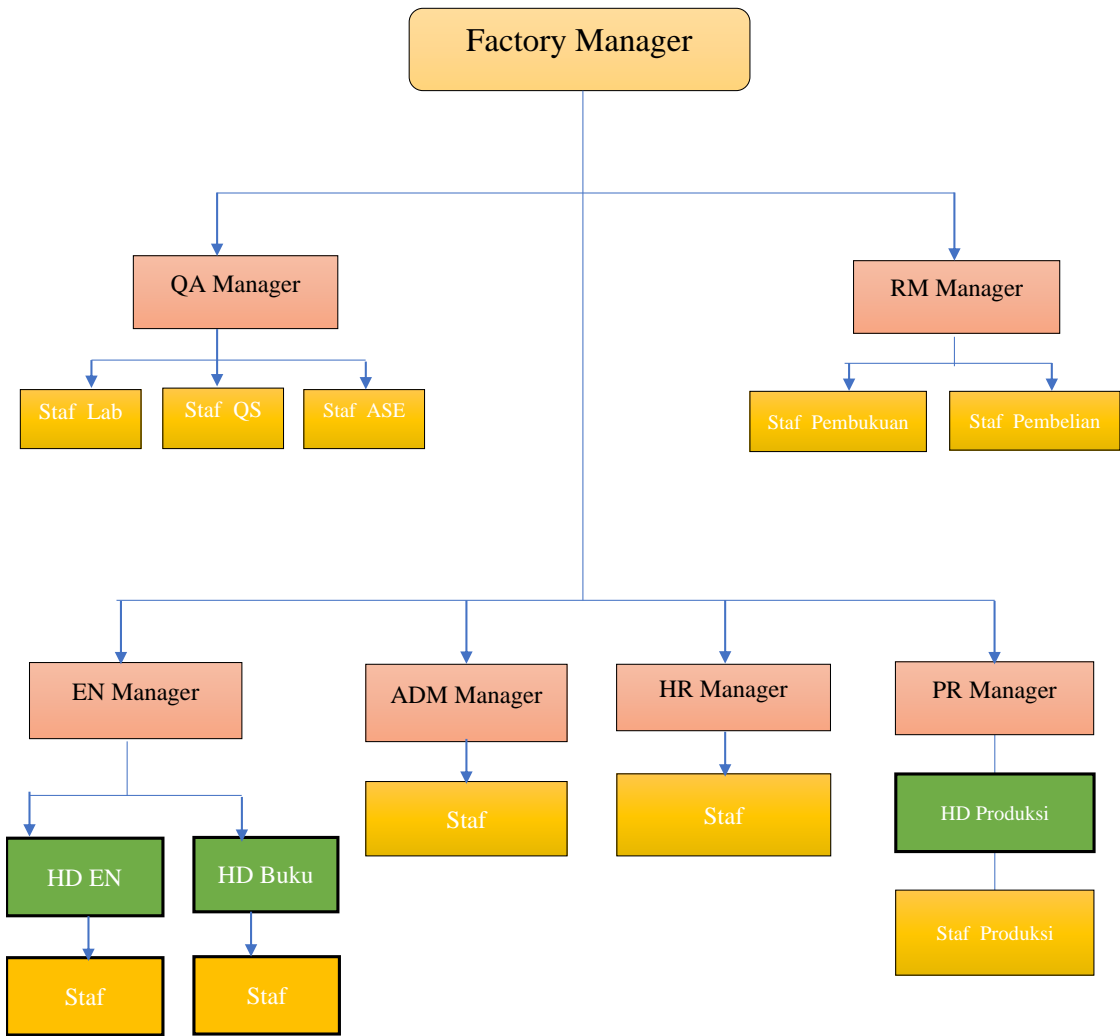 Factory Manager
QA Manager
RM Manager
Staf Lab
Staf QS
Staf ASE
Staf Pembukuan
Staf Pembelian
EN Manager
ADM Manager
HR Manager
PR Manager
HD EN
HD Buku
Staf
Staf
HD Produksi
Staf
Staf
Staf Produksi